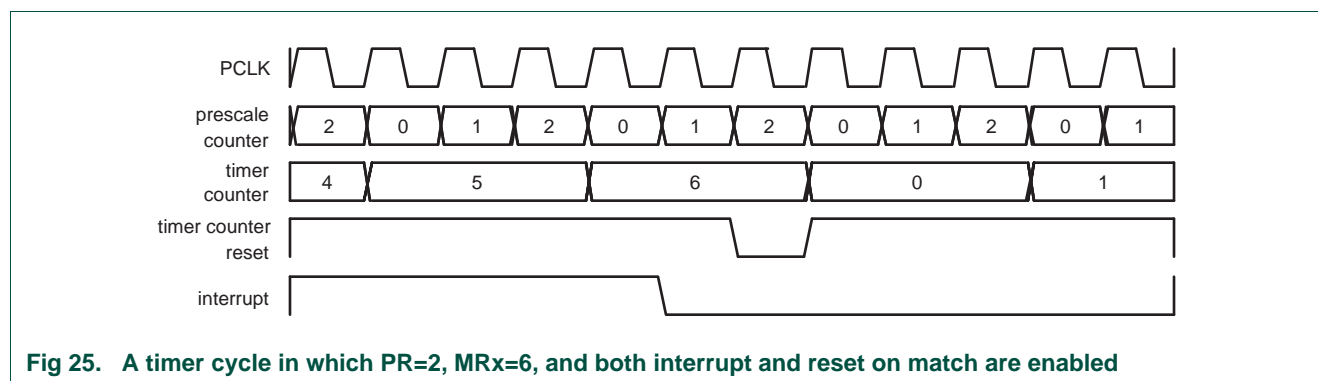 PCLK
prescale
counter
2 0 1 2 0 1 2 0 1 2 0 1
timer
counter
4 5 6 0 1
timer counter
reset
interrupt
Fig 25. A timer cycle in which PR=2, MRx=6, and both interrupt and reset on match are enabled